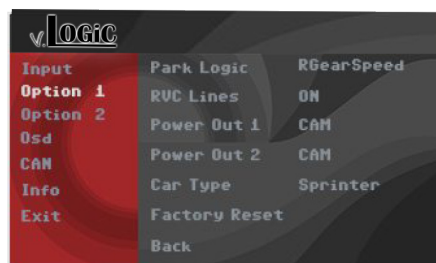 v.LOGiC
Input
Option 1
Option 2
Osd
CAN
Info
Exit
Park Logic RGearSpeed
RVC Lines ON
Power Out 1 CAM
Power Out 2 CAM
Car Type Sprinter
Factory Reset
Back